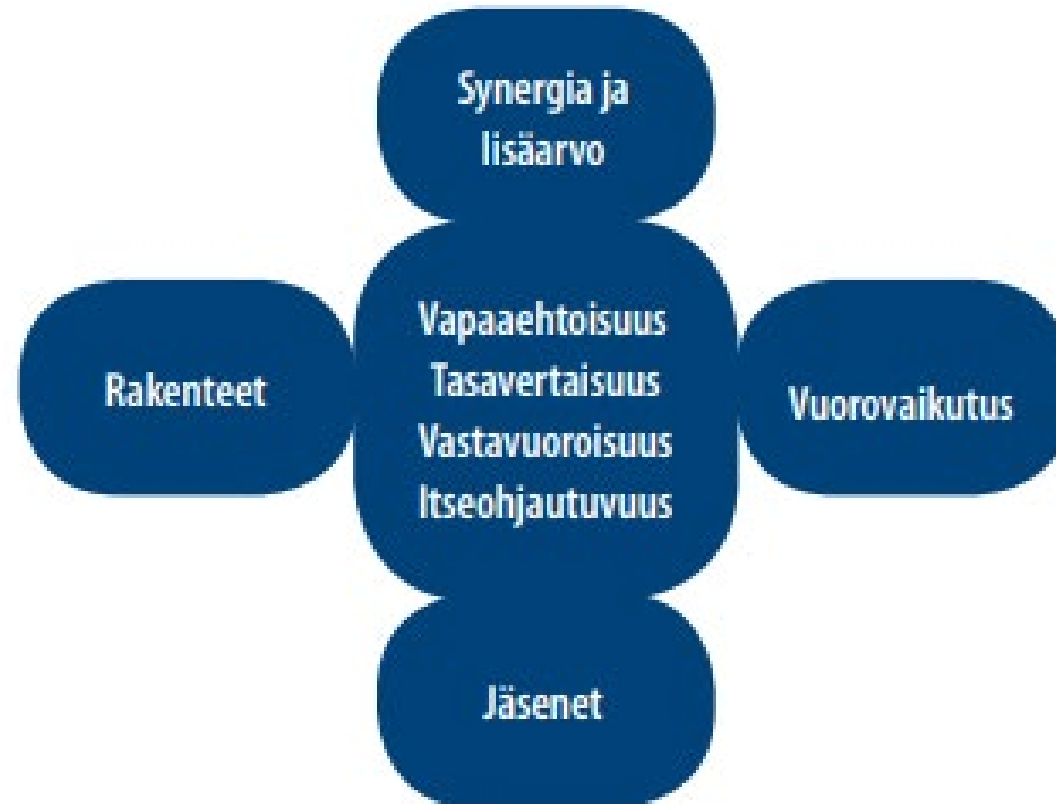 Synergia ja
lisäarvo
Rakenteet
Vapaaehtoisuus
Tasavertaisuus
Vastavuoroisuus
Itseohjautuvuus
Vuorovaikutus
Jäsenet